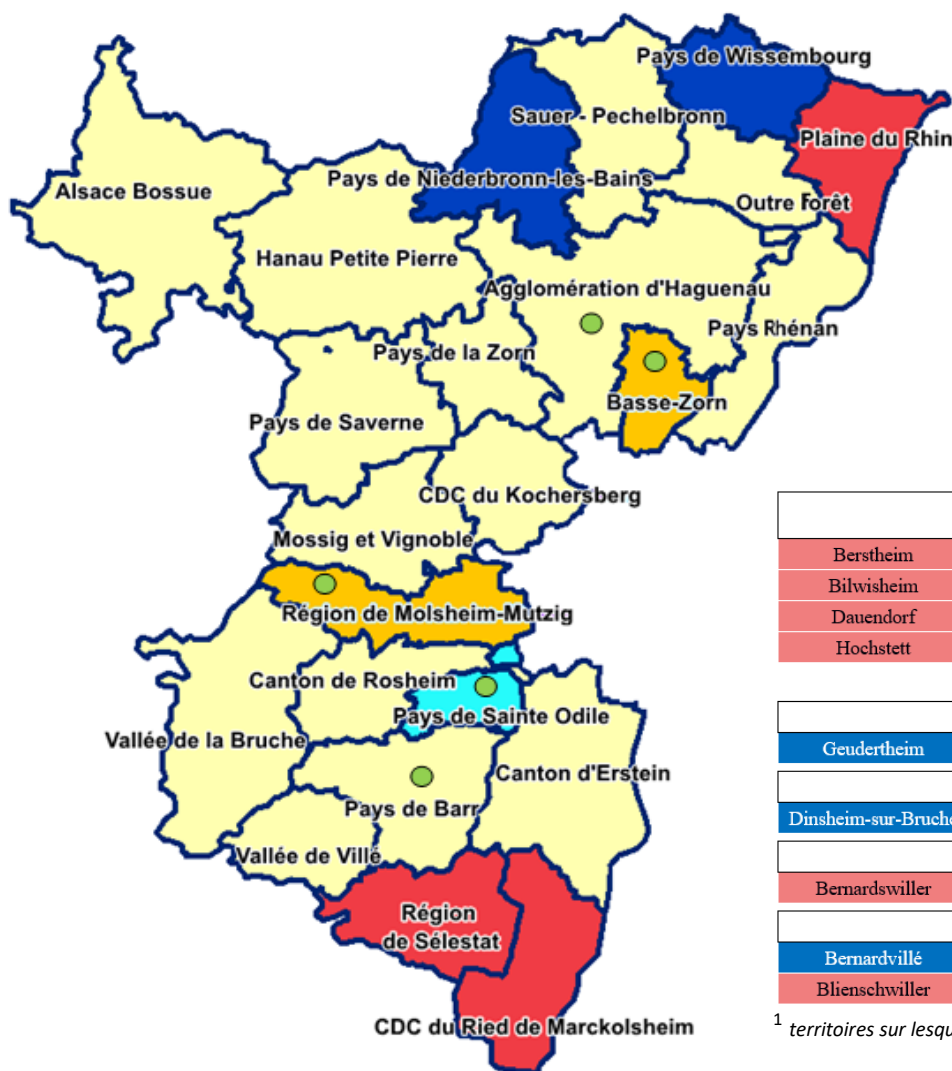 Pays de Wissembourg
Sauer - Pechelbronn
Plaine du Rhin
Alsace Bossue
Pays de Niederbronn-les-Bains
Outre Forêt
Hanau Petite Pierre
Agglomération d'Haguenau
Pays Rhénan
Pays de la Zorn
Basse-Zorn
Pays de Saverne
CDC du Kochersberg
Mossig et Vignoble
Région de Molsheim-Mutzig
Canton de Rosheim
Pays de Sainte Odile
Vallée de la Bruche
Canton d'Erstein
Pays de Barr
Vallée de Villé
Région
de Sélestat
CDC du Ried de Marckolsheim
Berstheim
Bilwisheim
Dauendorf
Hochstett
Geudertheim
Dinsheim-sur-Bruche
Bernardswiller
Bernardvillé
Blienschwiller
1 territoires sur lesqu